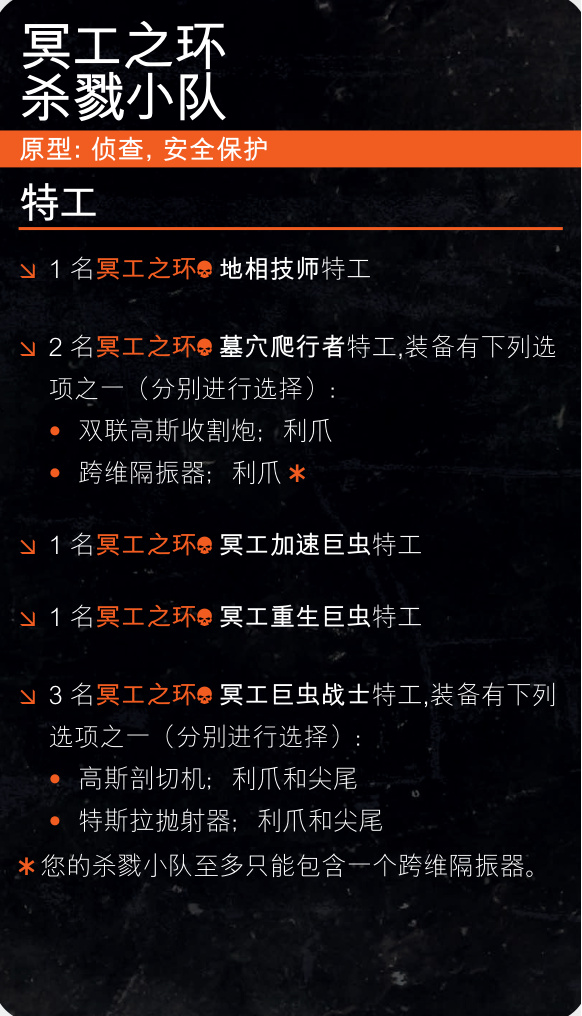 冥工之环
杀戮小队
原型: 侦查, 安全保护
特工
1 名冥工之环 地相技师特工
2 名冥工之环 墓穴爬行者特工,装备有下列选
项之一（分别进行选择）:
• 双联高斯收割炮; 利爪
• 跨维隔振器; 利爪*
1 名冥工之环 冥工加速巨虫特工
1 名冥工之环 冥工重生巨虫特工
3 名冥工之环 冥工巨虫战士特工,装备有下列
选项之一（分别进行选择）:
• 高斯剖切机; 利爪和尖尾
• 特斯拉抛射器; 利爪和尖尾
*您的杀戮小队至多只能包含一个跨维隔振器。